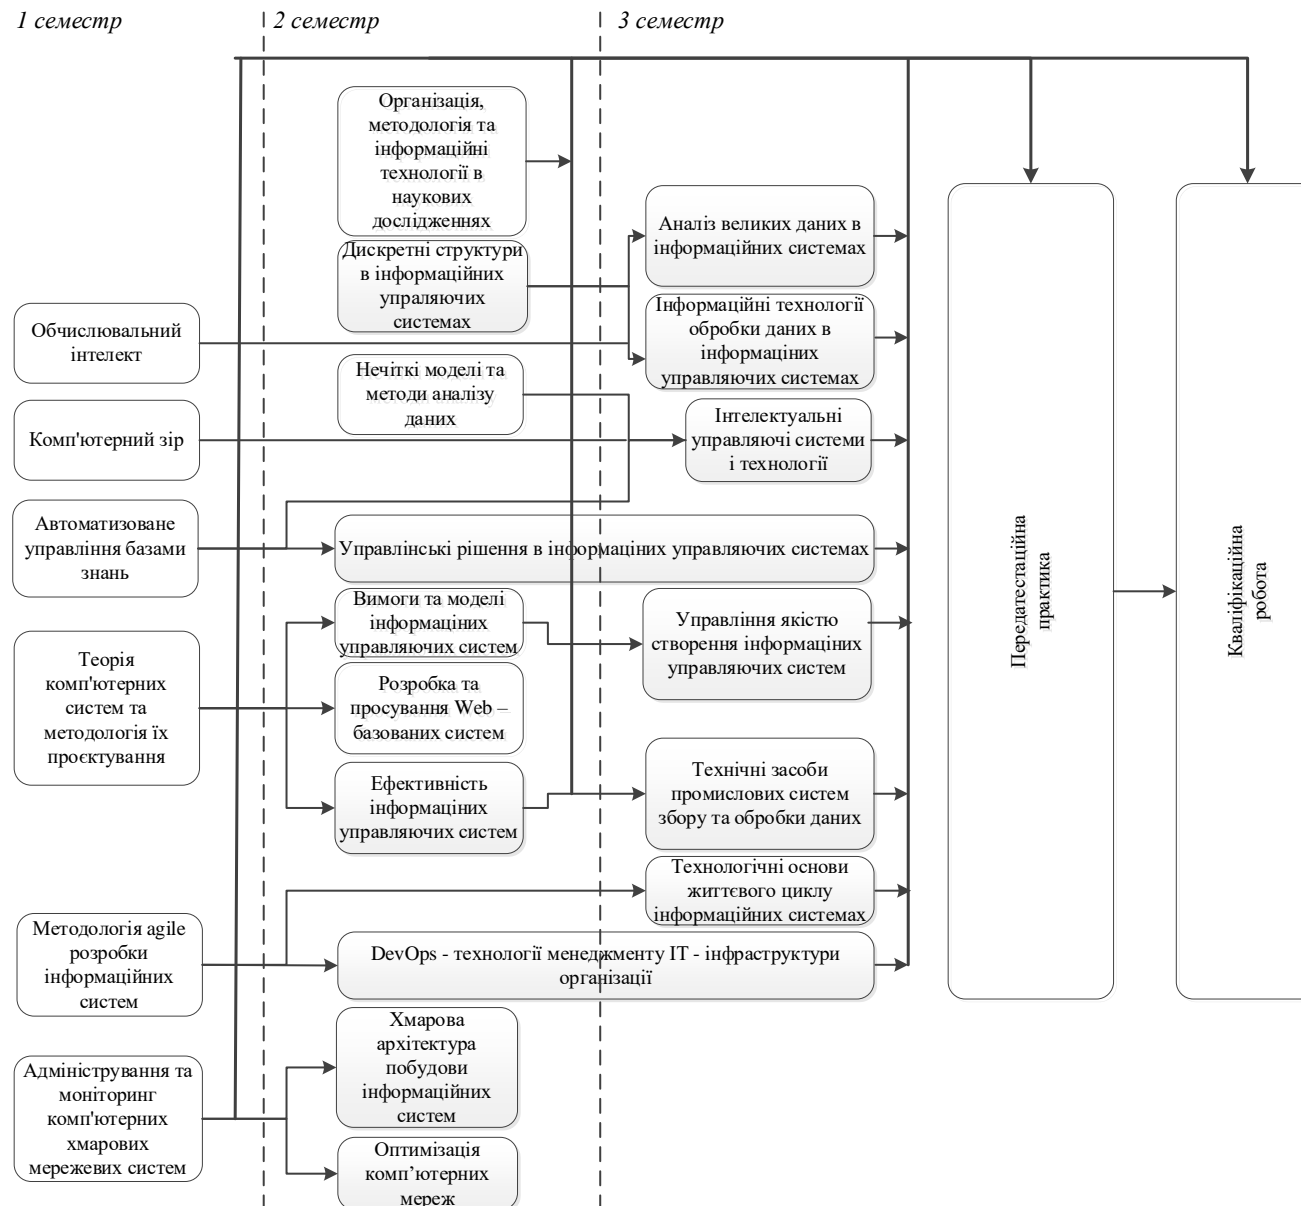 1 семестр
2 семестр
3 семестр
Обчислювальний
інтелект
Комп'ютерний зір
Автоматизоване
управління базами
знань
Теорія
комп'ютерних
систем та
методологія їх
проєктування
Методологія agile
розробки
інформаційних
систем
Адміністрування та
моніторинг
комп'ютерних
хмарових
мережевих систем
Організація,
методологія та
інформаційні
технології в
наукових
дослідженнях
Дискретні структури
в інформаційних
упраляючих
системах
Нечіткі моделі та
методи аналізу
даних
Управлінські рішення в інформаціних управляючих системах
Вимоги та моделі
інформаціних
управляючих систем
Розробка та
просування Web –
базованих систем
Ефективність
інформаціних
управляючих систем
DevOps - технології менеджменту ІТ - інфраструктури
організації
Хмарова
архітектура
побудови
інформаційних
систем
Оптимізація
комп’ютерних
мереж
Аналіз великих даних в
інформаційних системах
Інформаційні технології
обробки даних в
інформаціних
управляючих системах
Інтелектуальні
управляючі системи
і технології
Управління якістю
створення інформаціних
управляючих систем
Технічні засоби
промислових систем
збору та обробки даних
Технологічні основи
життєвого циклу
інформаційних системах
Передатестаційна
практика
Кваліфікаційна
робота